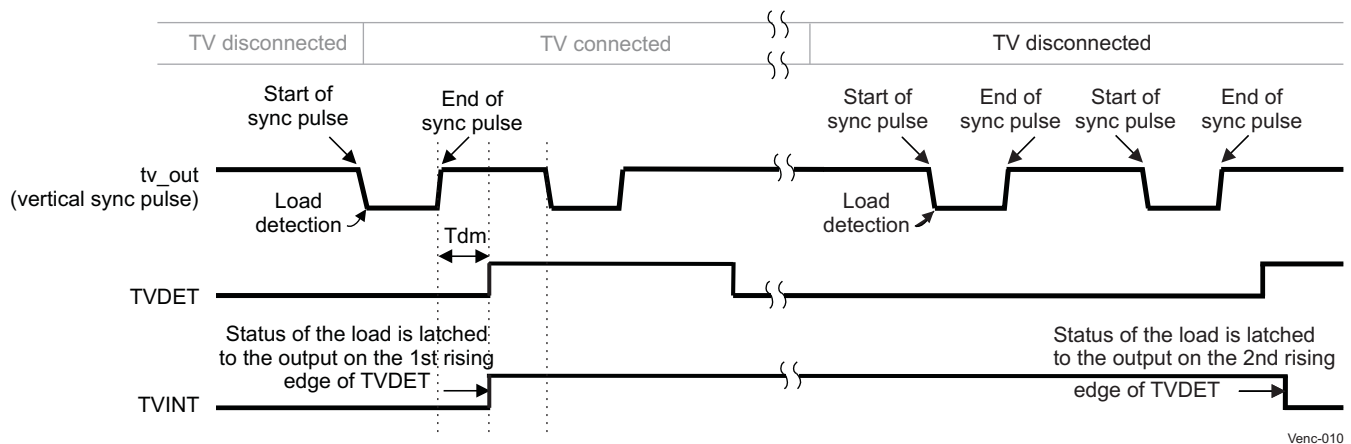 TV disconnected
TV connected
TV disconnected
Start of
sync pulse
End of
sync pulse
Start of
sync pulse
End of
sync pulse
Start of
sync pulse
End of
sync pulse
tv_out
(vertical sync pulse)
Load
detection
Load
detection
Tdm
TVDET
Status of the load is latched
to the output on the 1st rising
edge of TVDET
Status of the load is latched
to the output on the 2nd rising
edge of TVDET
TVINT
Venc-010